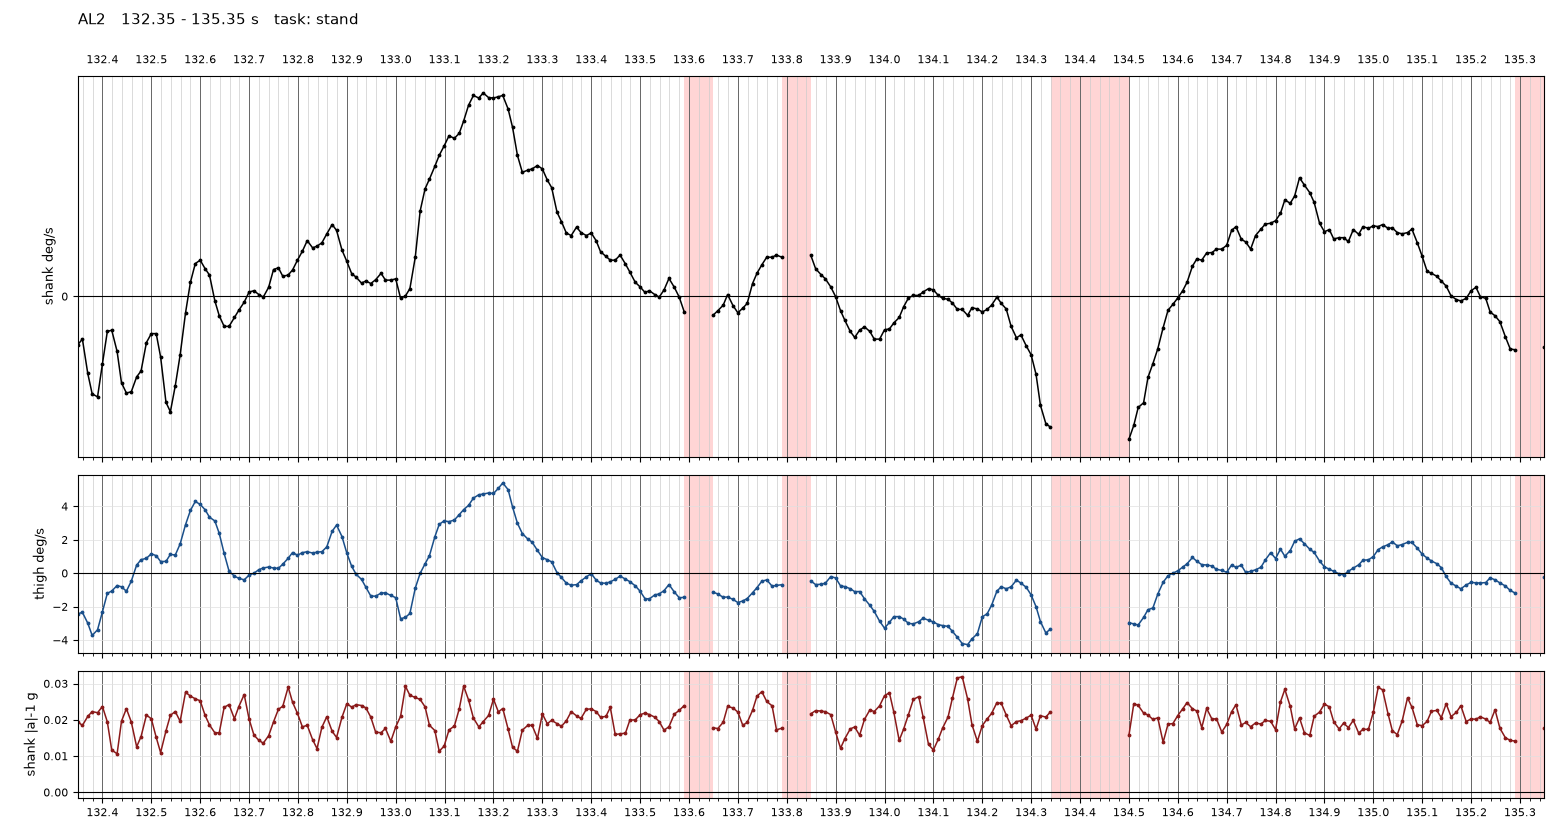 AL2 132.35 - 135.35 s task: stand
132.4 132.5 132.6 132.7 132.8 132.9 133.0 133.1 133.2 133.3 133.4 133.5 133.6 133.7 133.8 133.9 134.0 134.1 134.2 134.3 134.4 134.5 134.6 134.7 134.8 134.9 135.0 135.1 135.2 135.3
shank deg/s
0
thigh deg/s
4
2
0
−2
−4
shank |a|-1 g
0.03
0.02
0.01
0.00
132.4 132.5 132.6 132.7 132.8 132.9 133.0 133.1 133.2 133.3 133.4 133.5 133.6 133.7 133.8 133.9 134.0 134.1 134.2 134.3 134.4 134.5 134.6 134.7 134.8 134.9 135.0 135.1 135.2 135.3